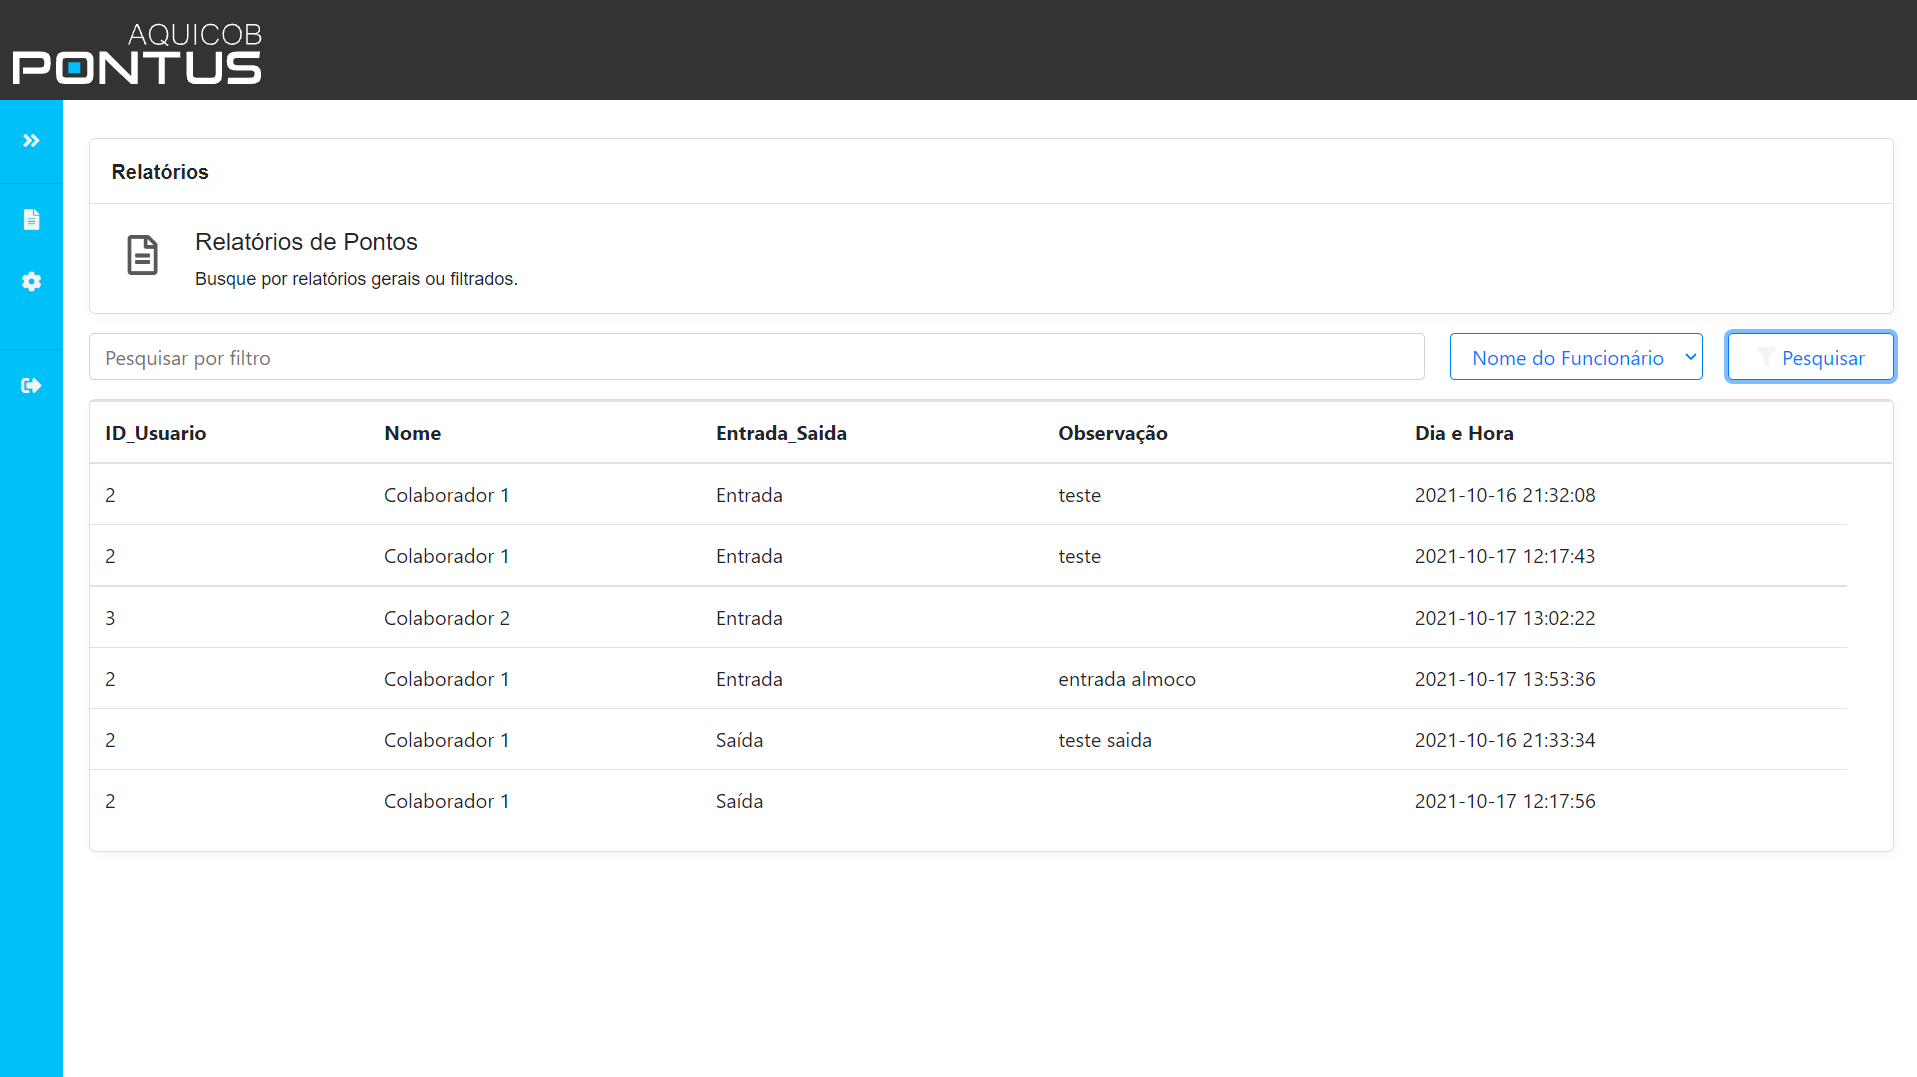 AQUICOB
PONTUS
Relatórios
Relatórios de Pontos
Busque por relatórios gerais ou filtrados.
Pesquisar por filtro Nome do Funcionário Pesquisar
ID_Usuario Nome Entrada_Saida Observação Dia e Hora
2 Colaborador 1 Entrada teste 2021-10-16 21:32:08
2 Colaborador 1 Entrada teste 2021-10-17 12:17:43
3 Colaborador 2 Entrada 2021-10-17 13:02:22
2 Colaborador 1 Entrada entrada almoco 2021-10-17 13:53:36
2 Colaborador 1 Saída teste saida 2021-10-16 21:33:34
2 Colaborador 1 Saída 2021-10-17 12:17:56